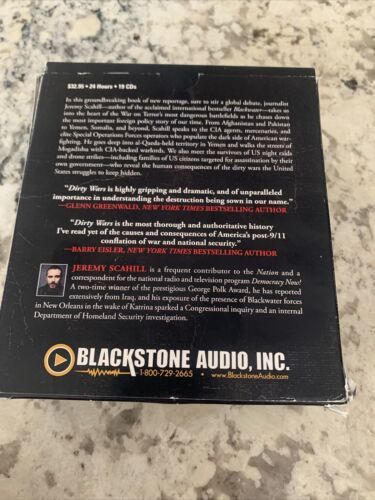 $32.95 • 24 Hours • 19 CDs
In this groundbreaking book of new reportage, sure to stir a global debate, journalist
Jeremy Scahill—author of the acclaimed international bestseller Blackwater—takes us
into the heart of the War on Terror's most dangerous battlefields as he chases down
the most important foreign policy story of our time. From Afghanistan and Pakistan
to Yemen, Somalia, and beyond, Scahill speaks to the CIA agents, mercenaries, and
elite Special Operations Forces operators who populate the dark side of American war-
fighting. He goes deep into al-Qaeda-held territory in Yemen and walks the streets of
Mogadishu with CIA-backed warlords. We also meet the survivors of US night raids
and drone strikes—including families of US citizens targeted for assassination by their
own government—who reveal the human consequences of the dirty wars the United
States struggles to keep hidden.
"Dirty Wars is highly gripping and dramatic, and of unparalleled
importance in understanding the destruction being sown in our name."
—GLENN GREENWALD, NEW YORK TIMES BESTSELLING AUTHOR
"Dirty Wars is the most thorough and authoritative history
I've read yet of the causes and consequences of America's post-9/11
conflation of war and national security."
—BARRY EISLER, NEW YORK TIMES BESTSELLING AUTHOR
JEREMY SCAHILL is a frequent contributor to the Nation and a
correspondent for the national radio and television program Democracy Now!
A two-time winner of the prestigious George Polk Award, he has reported
extensively from Iraq, and his exposure of the presence of Blackwater forces
in New Orleans in the wake of Katrina sparked a Congressional inquiry and an internal
Department of Homeland Security investigation.
BLACKSTONE AUDIO, INC.
1-800-729-2665 • www.BlackstoneAudio.com